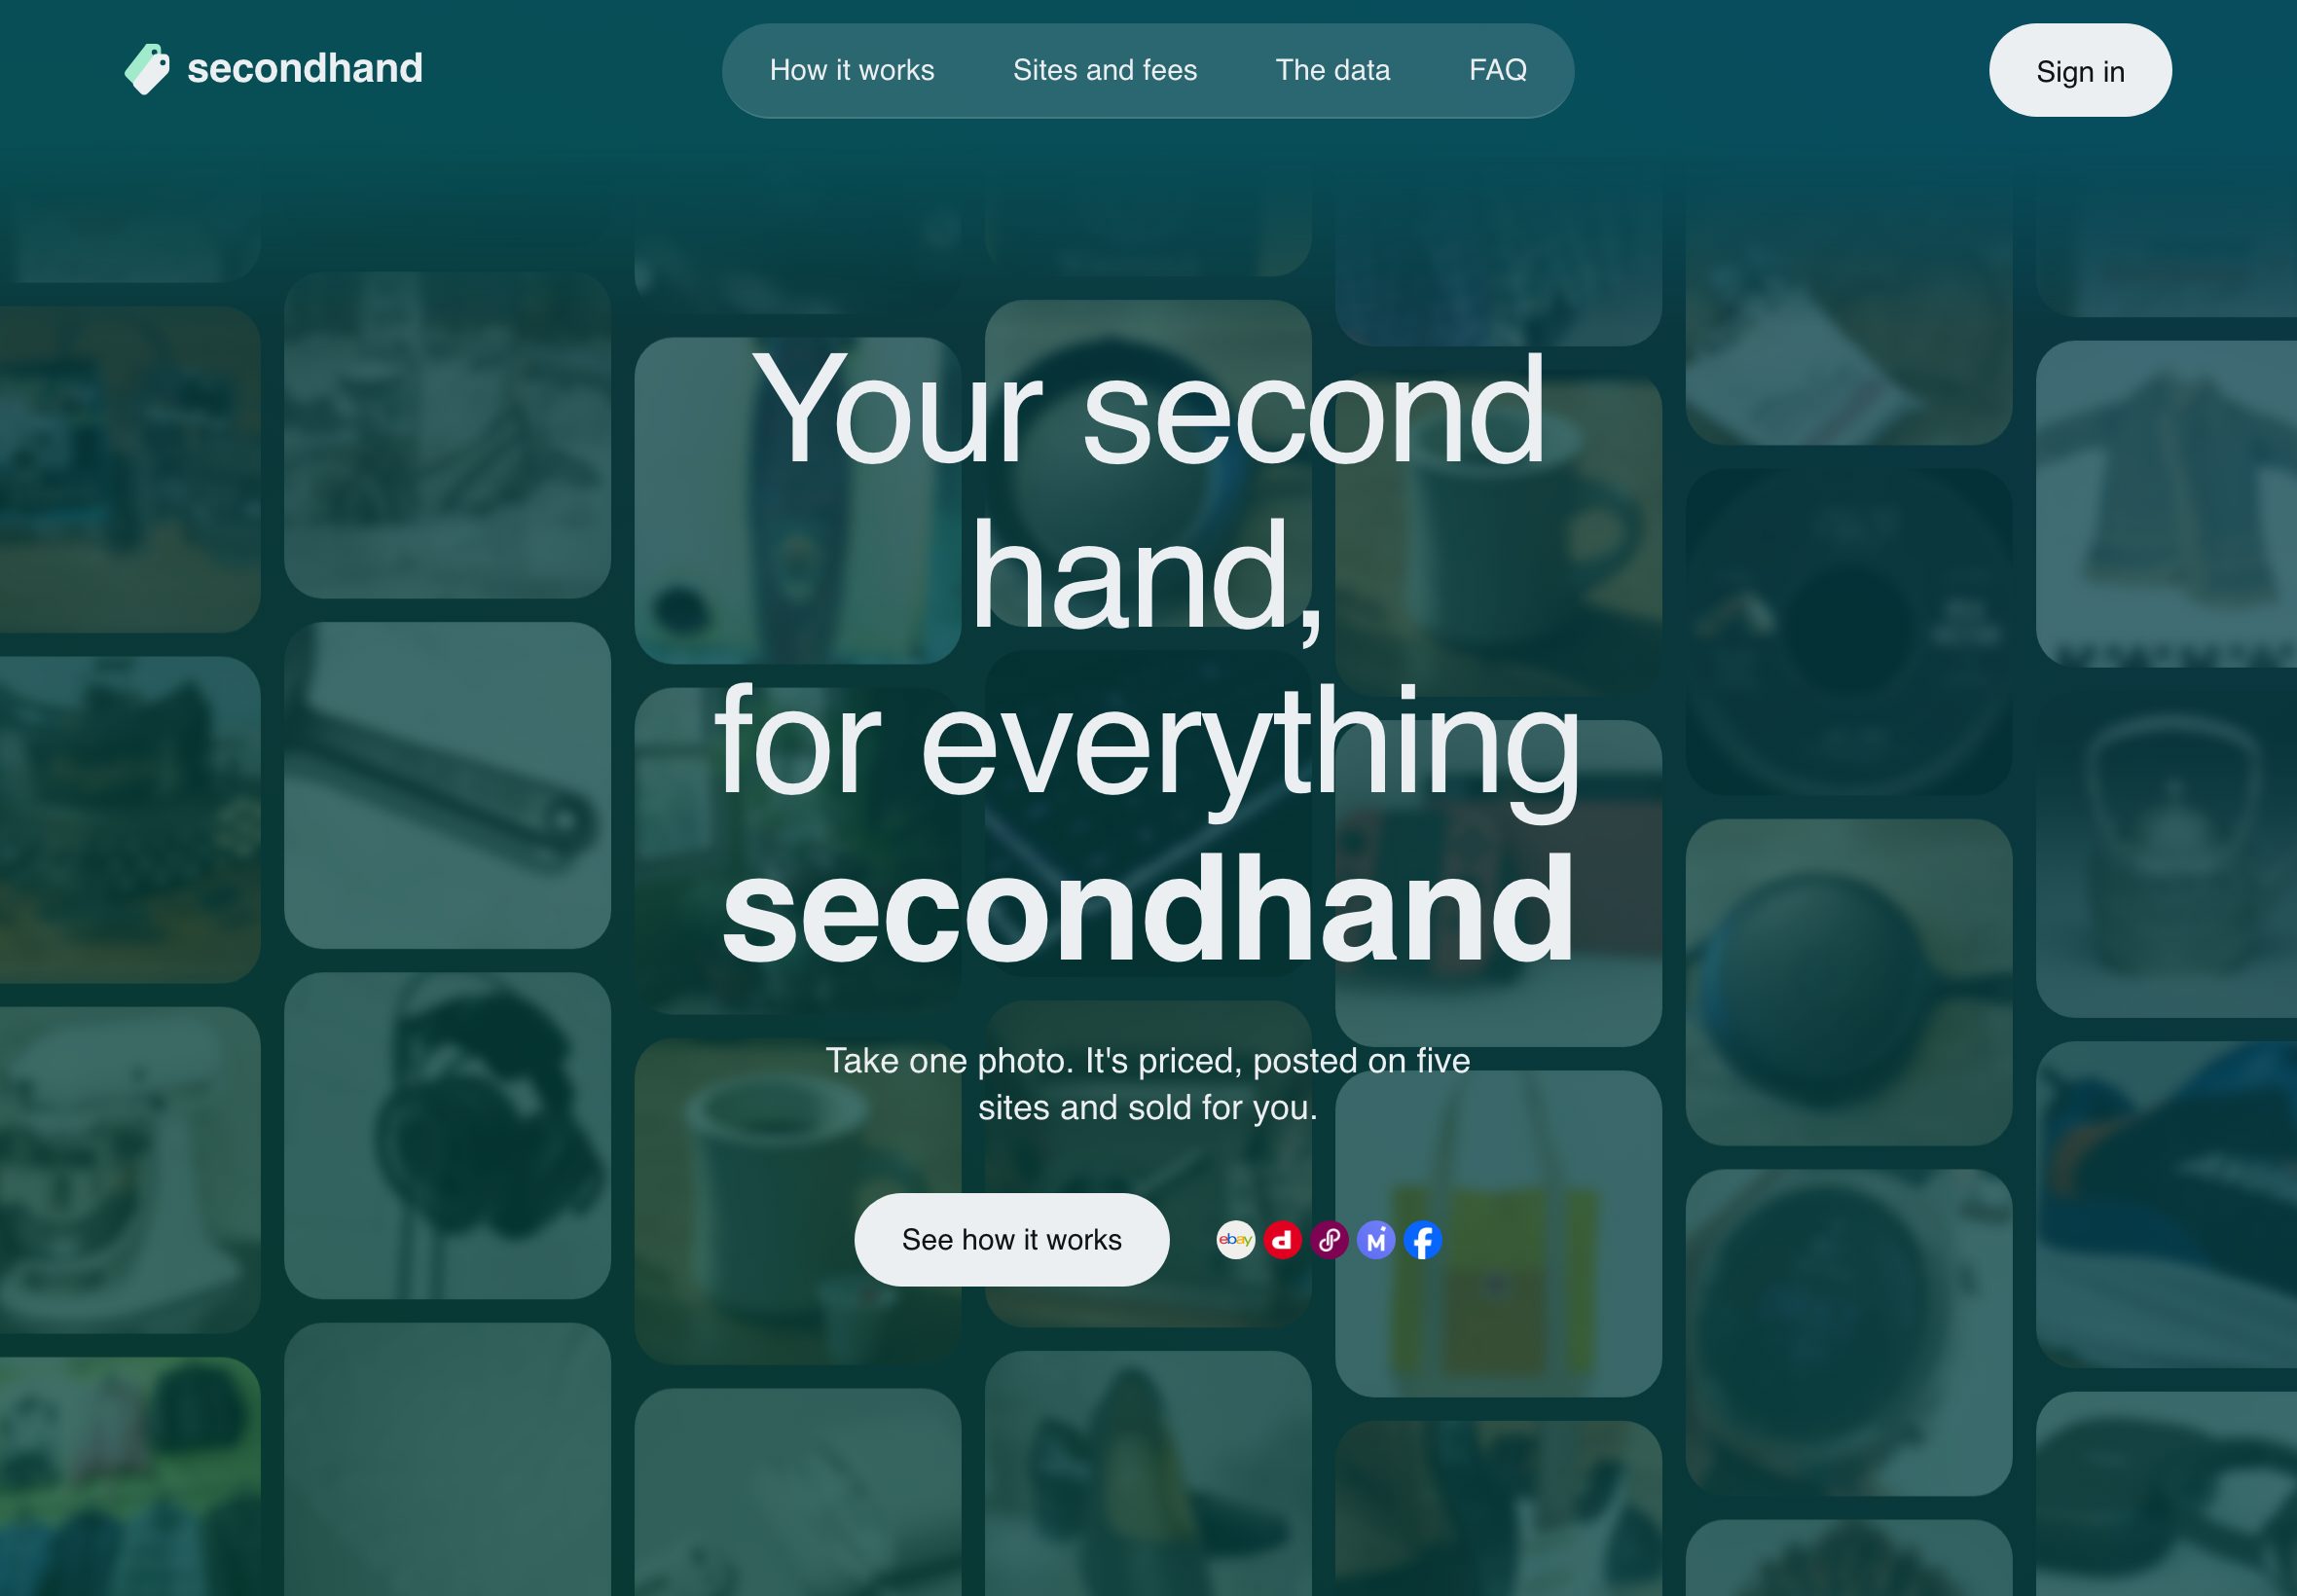 secondhand
How it works
Sites and fees
The data
FAQ
Sign in
Your second
hand,
for everything
secondhand
Take one photo. It's priced, posted on five
sites and sold for you.
See how it works
ebay